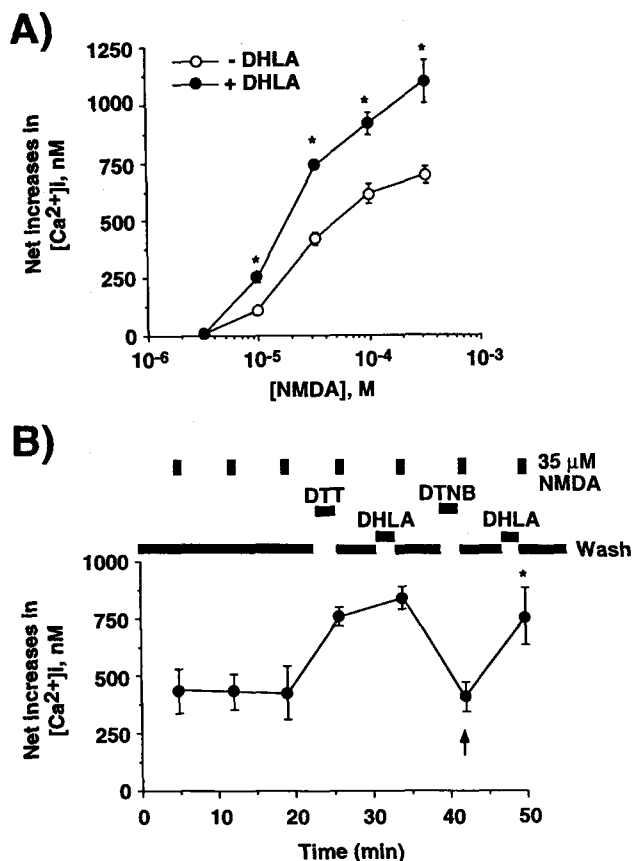 A)
- DHLA
+ DHLA
Net increases in
[Ca2+]i, nM
1250
1000
750
500
250
0
* * * * *
10-6 10-5 10-4 10-3
[NMDA], M
B)
35 μM
NMDA
DTT DTNB
DHLA DHLA
Wash
Net increases in
[Ca2+]i, nM
1000
750
500
250
0
*
0 10 20 30 40 50
Time (min)